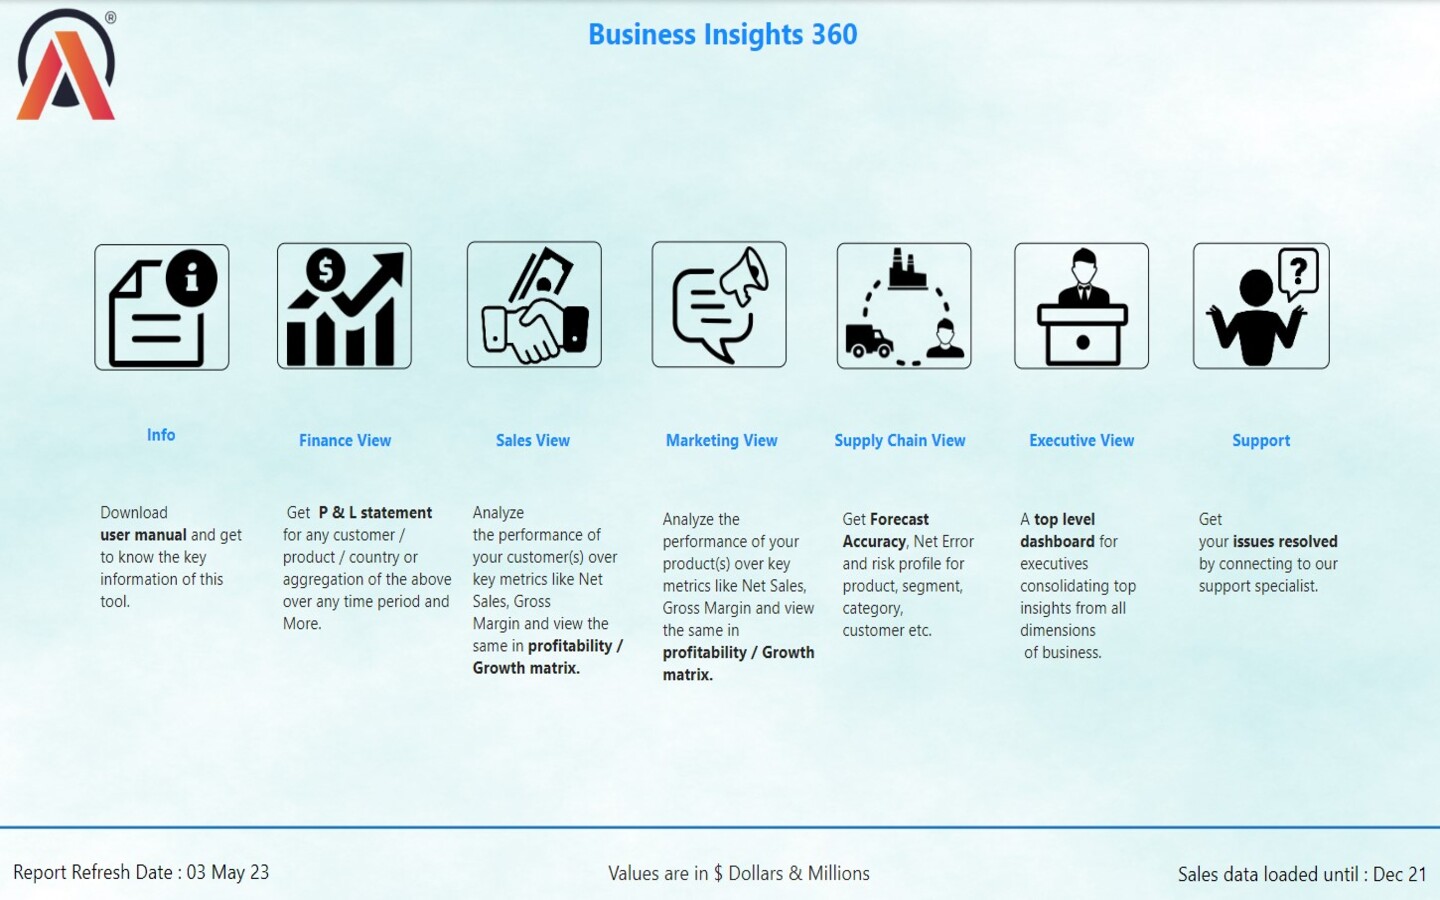 ®
Business Insights 360
i
$
?
Info
Finance View
Sales View
Marketing View
Supply Chain View
Executive View
Support
Download
user manual and get
to know the key
information of this
tool.
Get P & L statement
for any customer /
product / country or
aggregation of the above
over any time period and
More.
Analyze
the performance of
your customer(s) over
key metrics like Net
Sales, Gross
Margin and view the
same in profitability /
Growth matrix.
Analyze the
performance of your
product(s) over key
metrics like Net Sales,
Gross Margin and view
the same in
profitability / Growth
matrix.
Get Forecast
Accuracy, Net Error
and risk profile for
product, segment,
category,
customer etc.
A top level
dashboard for
executives
consolidating top
insights from all
dimensions
of business.
Get
your issues resolved
by connecting to our
support specialist.
Report Refresh Date : 03 May 23
Values are in $ Dollars & Millions
Sales data loaded until : Dec 21